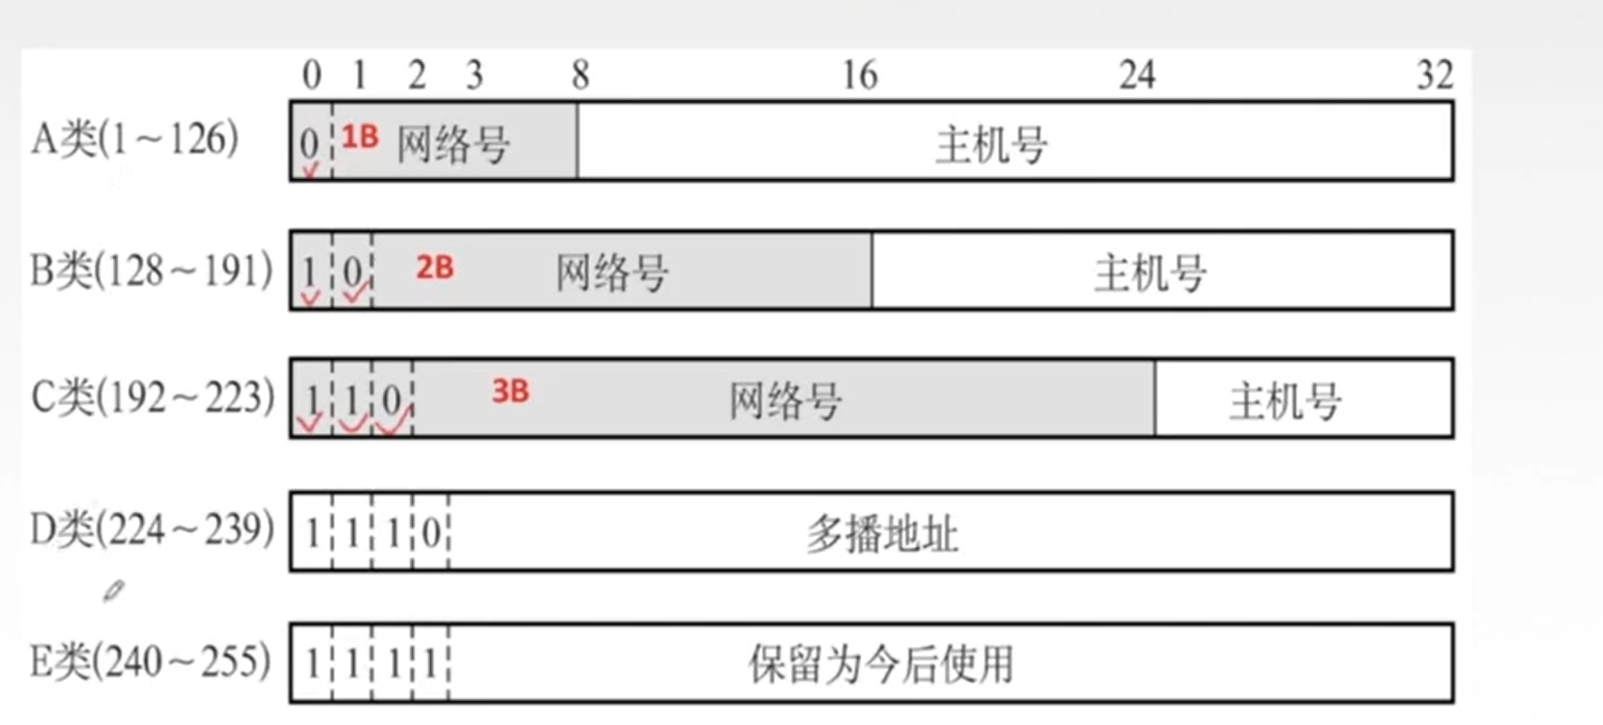 0 1 2 3 8 16 24 32
A类(1~126) 0 1B 网络号 主机号
B类(128~191) 1 0 2B 网络号 主机号
C类(192~223) 1 1 0 3B 网络号 主机号
D类(224~239) 1 1 1 0 多播地址
E类(240~255) 1 1 1 1 保留为今后使用